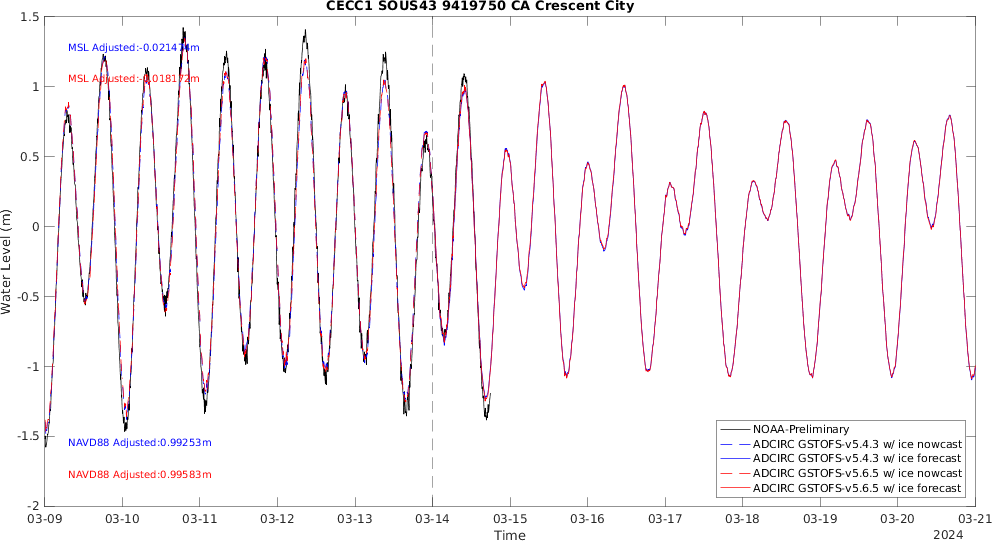 CECC1 SOUS43 9419750 CA Crescent City
1.5
1
0.5
0
-0.5
-1
-1.5
-2
Water Level (m)
MSL Adjusted:-0.021474m
MSL Adjusted:-0.018172m
NAVD88 Adjusted:0.99253m
NAVD88 Adjusted:0.99583m
NOAA-Preliminary
ADCIRC GSTOFS-v5.4.3 w/ ice nowcast
ADCIRC GSTOFS-v5.4.3 w/ ice forecast
ADCIRC GSTOFS-v5.6.5 w/ ice nowcast
ADCIRC GSTOFS-v5.6.5 w/ ice forecast
03-09 03-10 03-11 03-12 03-13 03-14 03-15 03-16 03-17 03-18 03-19 03-20 03-21
Time
2024